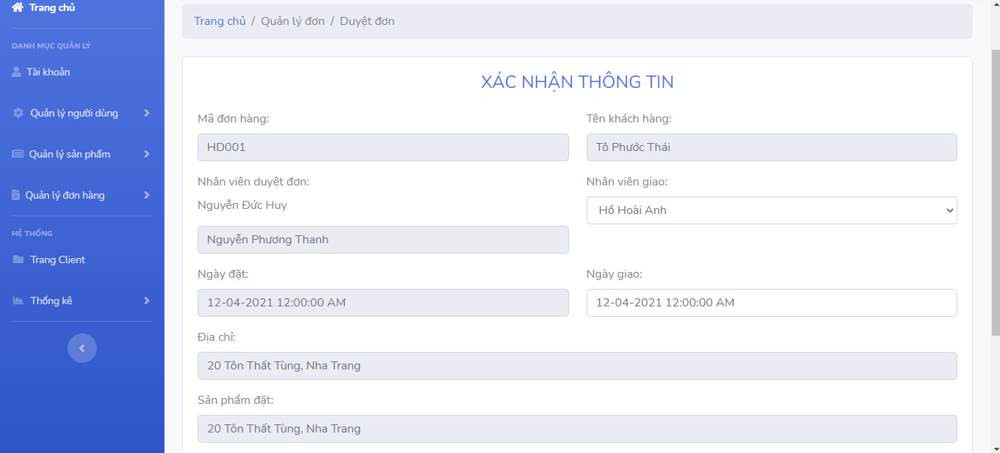 Trang chủ
DANH MỤC QUẢN LÝ
Tài khoản
Quản lý người dùng
Quản lý sản phẩm
Quản lý đơn hàng
HỆ THỐNG
Trang Client
Thống kê
Trang chủ / Quản lý đơn / Duyệt đơn
XÁC NHẬN THÔNG TIN
Mã đơn hàng:
HD001
Tên khách hàng:
Tô Phước Thái
Nhân viên duyệt đơn:
Nguyễn Đức Huy
Nguyễn Phương Thanh
Nhân viên giao:
Hồ Hoài Anh
Ngày đặt:
12-04-2021 12:00:00 AM
Ngày giao:
12-04-2021 12:00:00 AM
Địa chỉ:
20 Tôn Thất Tùng, Nha Trang
Sản phẩm đặt:
20 Tôn Thất Tùng, Nha Trang